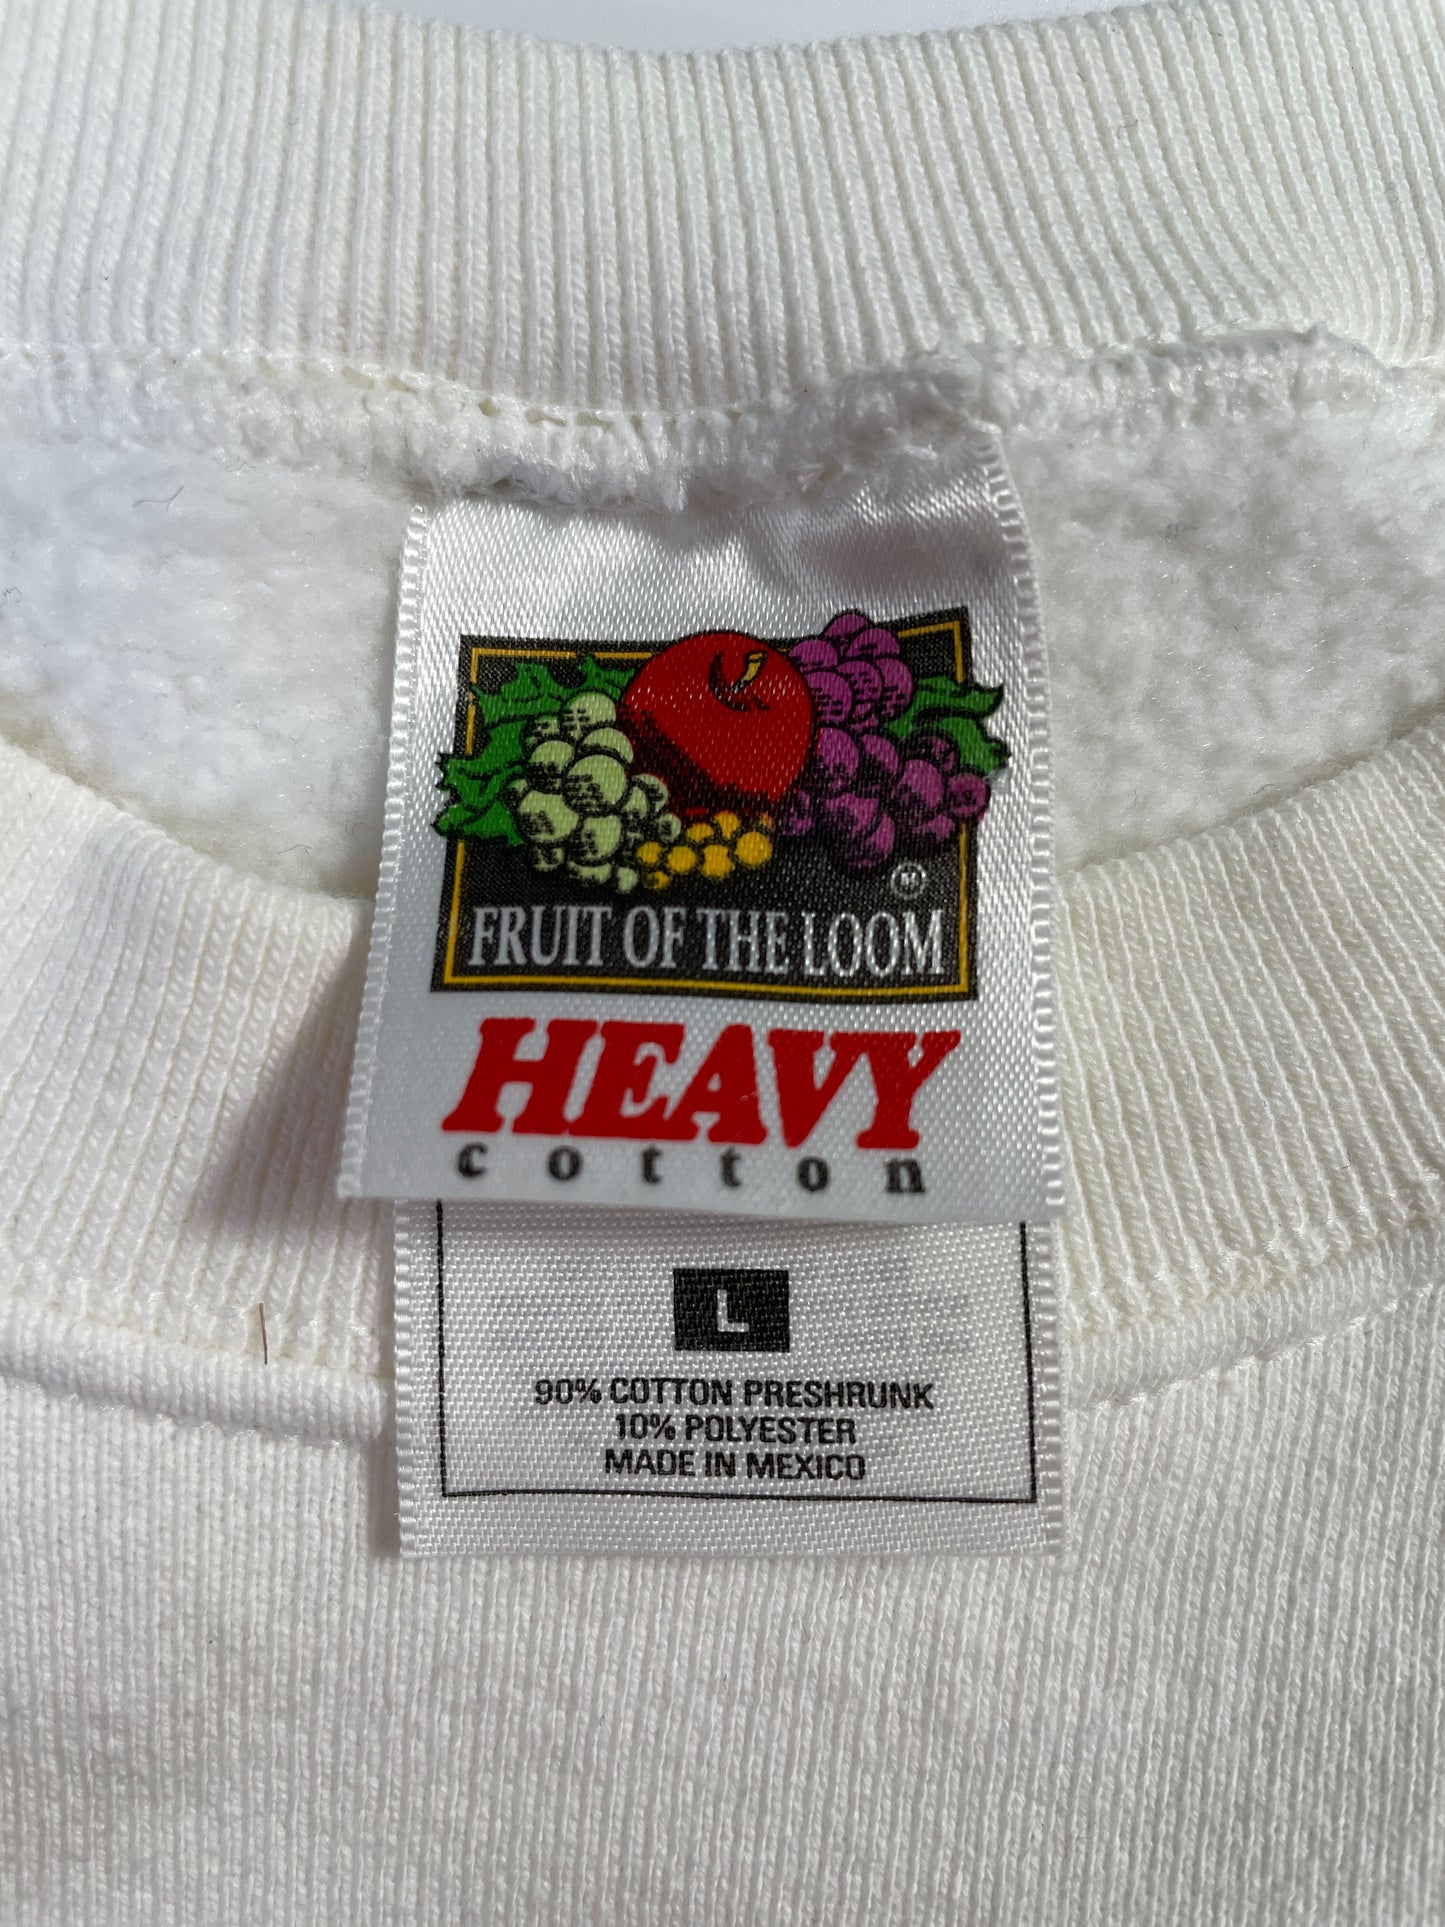 FRUIT OF THE LOOM
HEAVY
cotton
L
90% COTTON PRESHRUNK
10% POLYESTER
MADE IN MEXICO